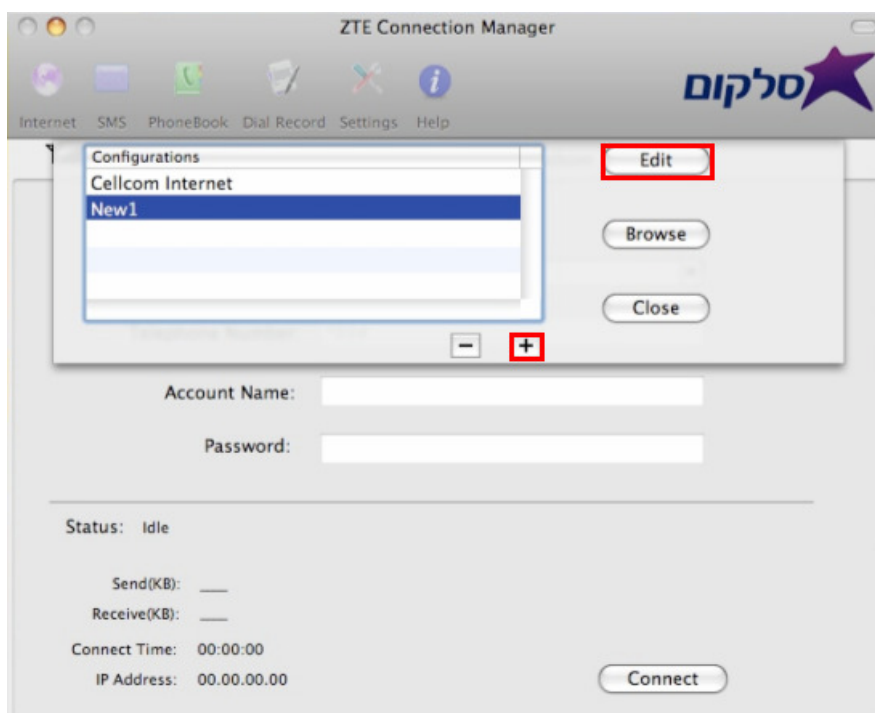 ZTE Connection Manager
Internet SMS PhoneBook Dial Record Settings Help
סלקום
Configurations
Cellcom Internet
New1
Edit
Browse
Close
Telephone Number:
− +
Account Name:
Password:
Status: Idle
Send(KB): ___
Receive(KB): ___
Connect Time: 00:00:00
IP Address: 00.00.00.00
Connect